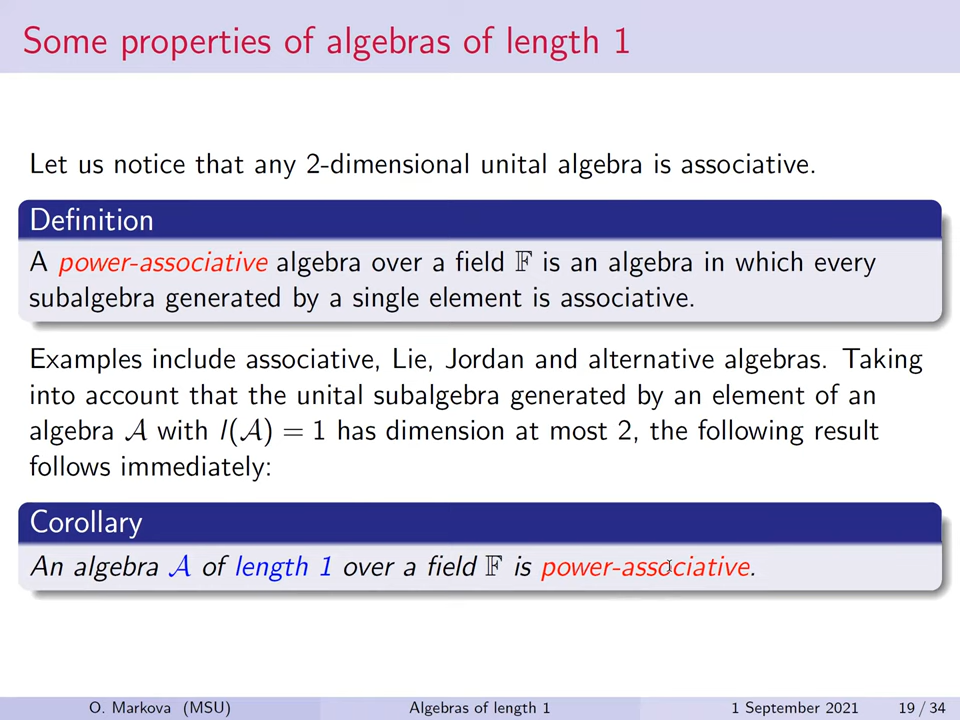 Some properties of algebras of length 1
Let us notice that any 2-dimensional unital algebra is associative.
Definition
A power-associative algebra over a field 𝔽 is an algebra in which every
subalgebra generated by a single element is associative.
Examples include associative, Lie, Jordan and alternative algebras. Taking
into account that the unital subalgebra generated by an element of an
algebra 𝒜 with l(𝒜) = 1 has dimension at most 2, the following result
follows immediately:
Corollary
An algebra 𝒜 of length 1 over a field 𝔽 is power-associative.
O. Markova (MSU) Algebras of length 1 1 September 2021 19 / 34